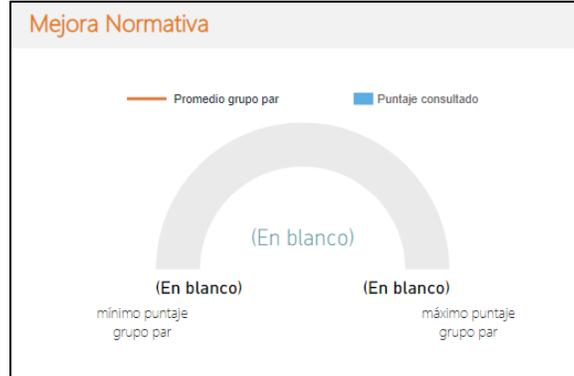 Mejora Normativa
Promedio grupo par
Puntaje consultado
(En blanco)
(En blanco)
(En blanco)
mínimo puntaje
grupo par
máximo puntaje
grupo par